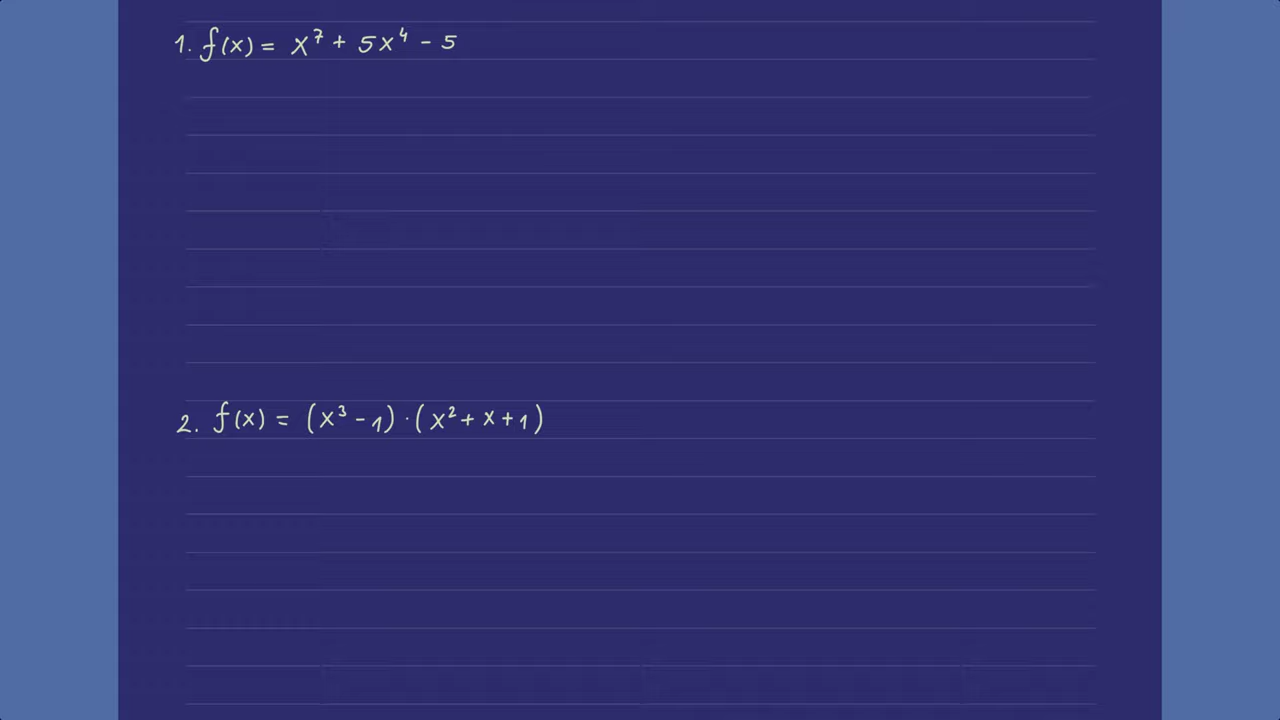 1. f(x) = x⁷ + 5x⁴ - 5
2. f(x) = (x³ - 1) · (x² + x + 1)